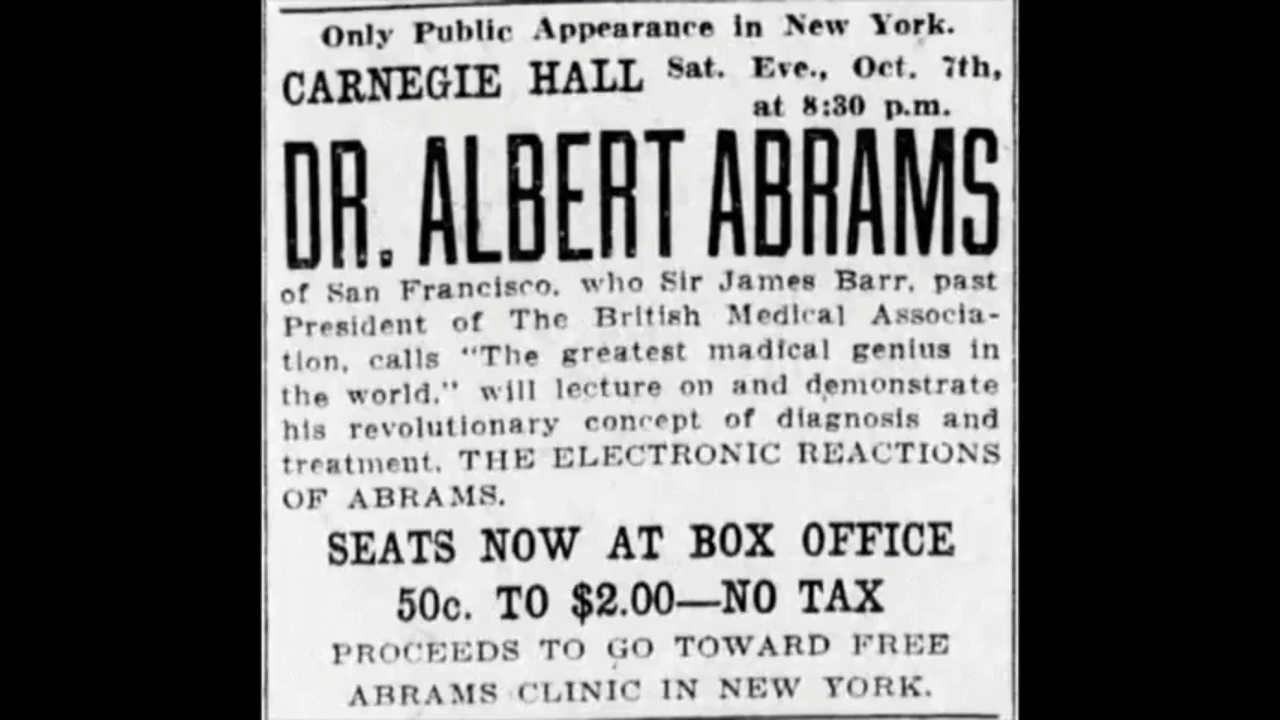 Only Public Appearance in New York.
CARNEGIE HALL Sat. Eve., Oct. 7th,
at 8:30 p.m.
DR. ALBERT ABRAMS
of San Francisco, who Sir James Barr, past
President of The British Medical Associa-
tion, calls "The greatest madical genius in
the world," will lecture on and demonstrate
his revolutionary concept of diagnosis and
treatment, THE ELECTRONIC REACTIONS
OF ABRAMS.
SEATS NOW AT BOX OFFICE
50c. TO $2.00—NO TAX
PROCEEDS TO GO TOWARD FREE
ABRAMS CLINIC IN NEW YORK.